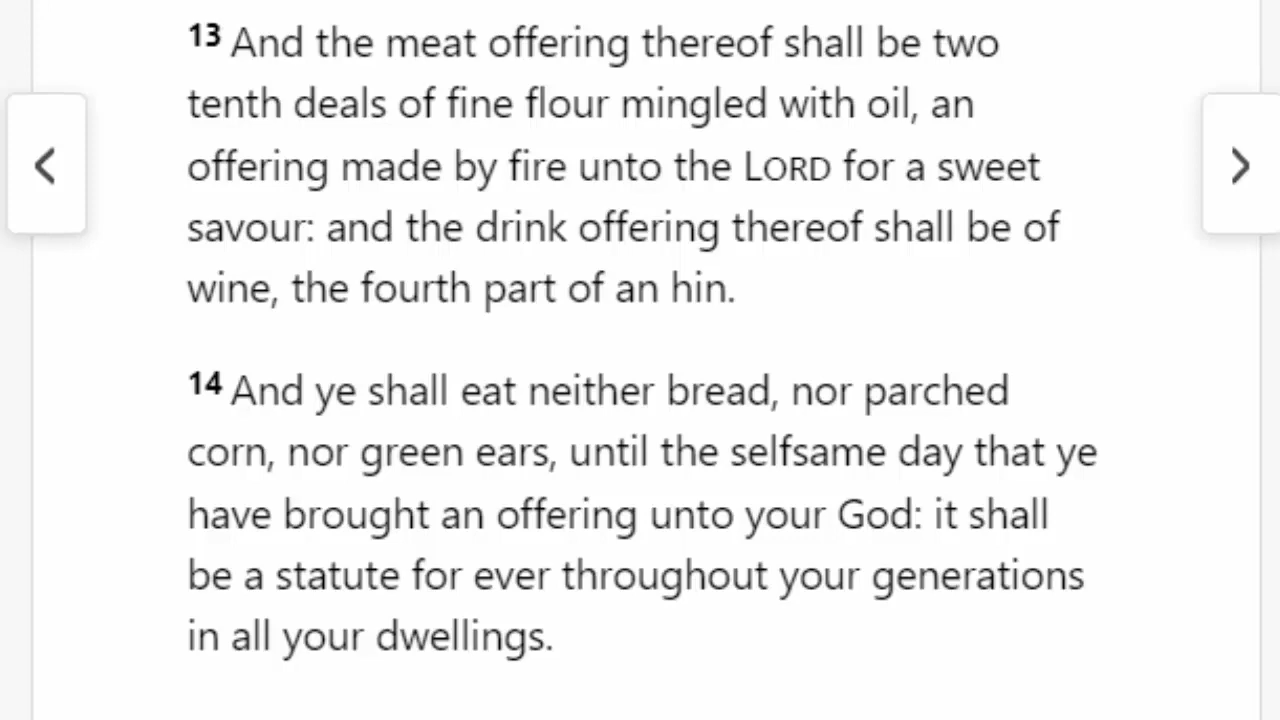 13 And the meat offering thereof shall be two
tenth deals of fine flour mingled with oil, an
offering made by fire unto the LORD for a sweet
savour: and the drink offering thereof shall be of
wine, the fourth part of an hin.
14 And ye shall eat neither bread, nor parched
corn, nor green ears, until the selfsame day that ye
have brought an offering unto your God: it shall
be a statute for ever throughout your generations
in all your dwellings.